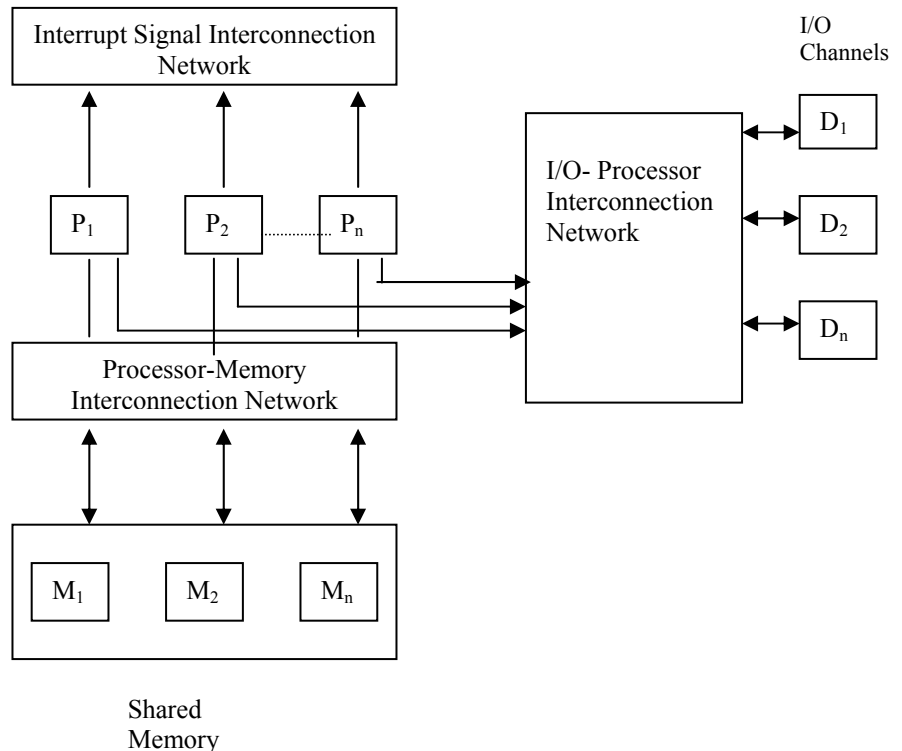 Interrupt Signal Interconnection
Network
I/O
Channels
D₁
I/O- Processor
Interconnection
Network
P₁
P₂
Pₙ
D₂
Dₙ
Processor-Memory
Interconnection Network
M₁
M₂
Mₙ
Shared
Memory